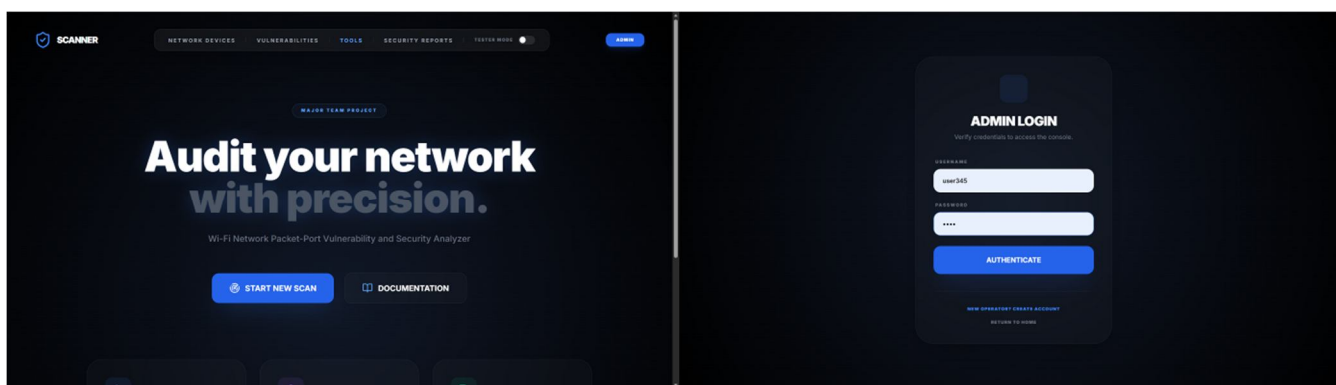 SCANNER
NETWORK DEVICES VULNERABILITIES TOOLS SECURITY REPORTS TESTER MODE
ADMIN
MAJOR TEAM PROJECT
Audit your network
with precision.
Wi-Fi Network Packet-Port Vulnerability and Security Analyzer
START NEW SCAN
DOCUMENTATION
ADMIN LOGIN
Verify credentials to access the console.
USERNAME
user345
PASSWORD
••••
AUTHENTICATE
NEW OPERATOR? CREATE ACCOUNT
RETURN TO HOME